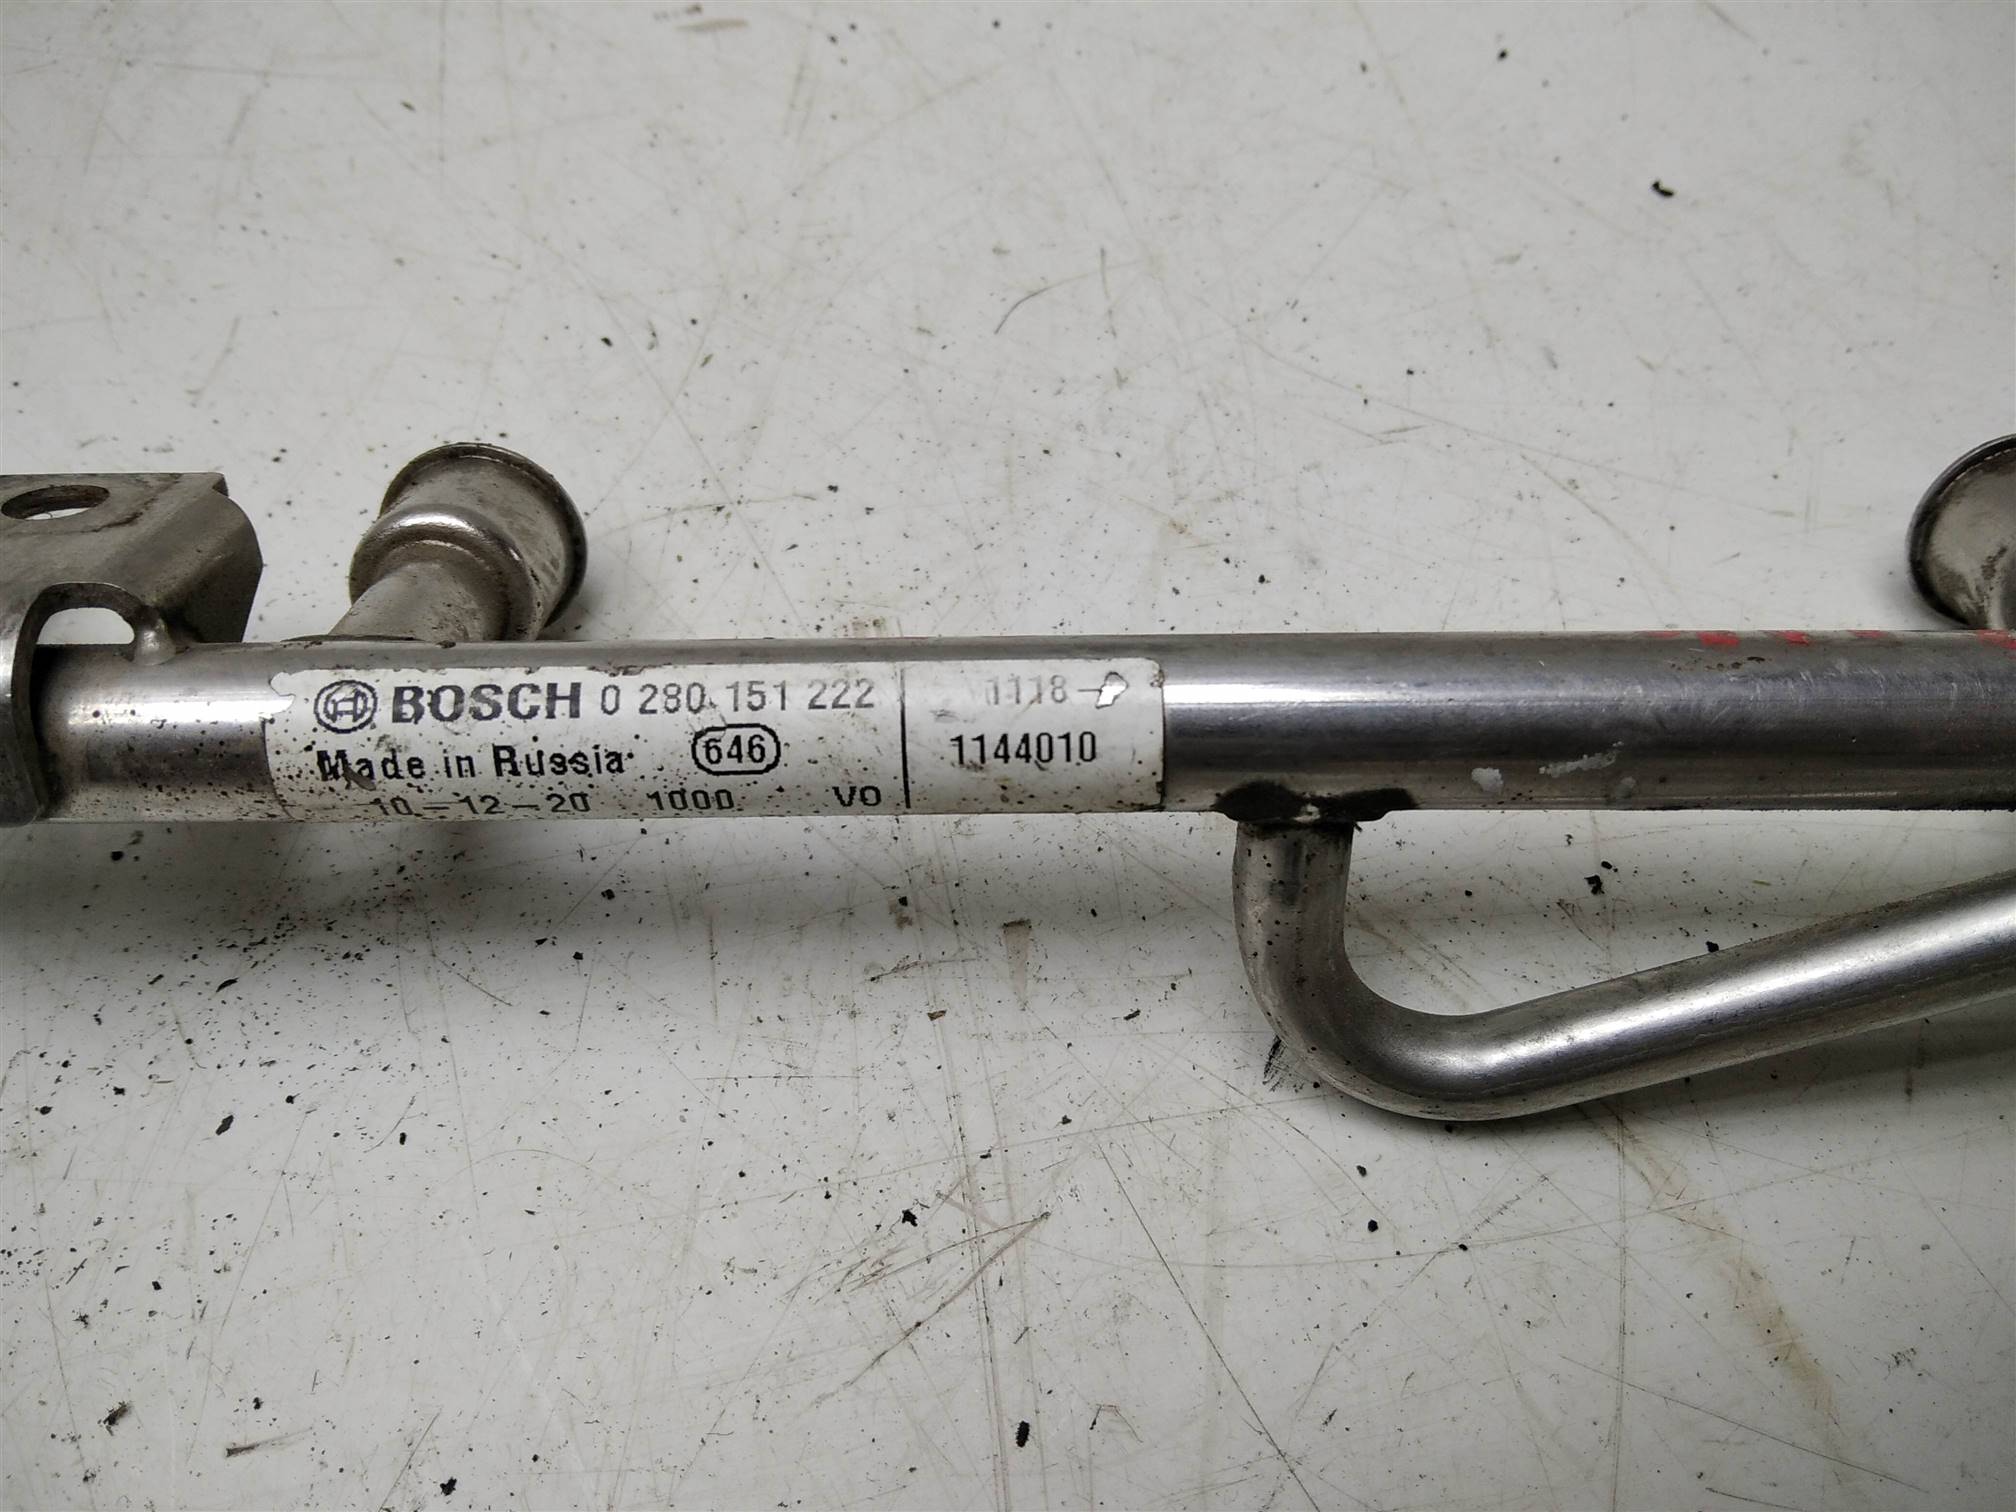 BOSCH 0 280 151 222
Made in Russia 646
10-12-20 1000 VO
1118-
1144010